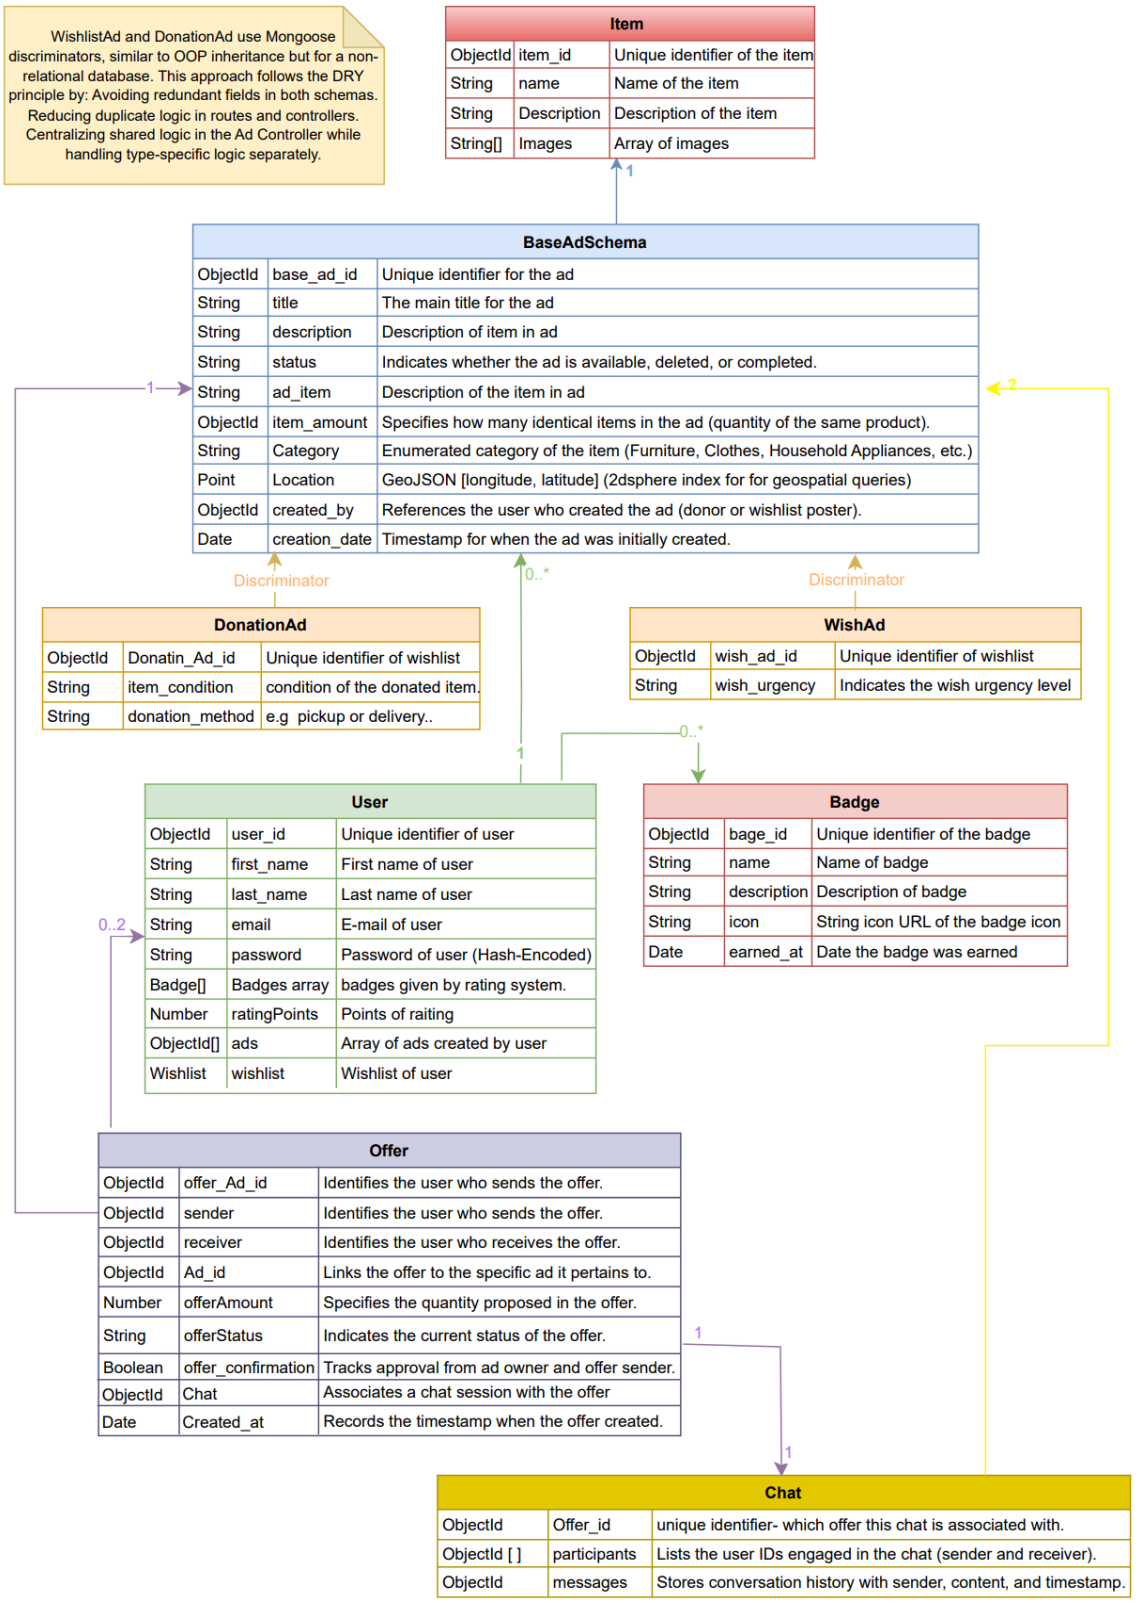 WishlistAd and DonationAd use Mongoose
discriminators, similar to OOP inheritance but for a non-
relational database. This approach follows the DRY
principle by: Avoiding redundant fields in both schemas.
Reducing duplicate logic in routes and controllers.
Centralizing shared logic in the Ad Controller while
handling type-specific logic separately.
Item
ObjectId item_id Unique identifier of the item
String name Name of the item
String Description Description of the item
String[] Images Array of images
1
BaseAdSchema
ObjectId base_ad_id Unique identifier for the ad
String title The main title for the ad
String description Description of item in ad
String status Indicates whether the ad is available, deleted, or completed.
String ad_item Description of the item in ad
ObjectId item_amount Specifies how many identical items in the ad (quantity of the same product).
String Category Enumerated category of the item (Furniture, Clothes, Household Appliances, etc.)
Point Location GeoJSON [longitude, latitude] (2dsphere index for for geospatial queries)
ObjectId created_by References the user who created the ad (donor or wishlist poster).
Date creation_date Timestamp for when the ad was initially created.
1
2
Discriminator
0..*
Discriminator
DonationAd
ObjectId Donatin_Ad_id Unique identifier of wishlist
String item_condition condition of the donated item.
String donation_method e.g pickup or delivery..
WishAd
ObjectId wish_ad_id Unique identifier of wishlist
String wish_urgency Indicates the wish urgency level
1
0..*
User
ObjectId user_id Unique identifier of user
String first_name First name of user
String last_name Last name of user
String email E-mail of user
String password Password of user (Hash-Encoded)
Badge[] Badges array badges given by rating system.
Number ratingPoints Points of raiting
ObjectId[] ads Array of ads created by user
Wishlist wishlist Wishlist of user
Badge
ObjectId bage_id Unique identifier of the badge
String name Name of badge
String description Description of badge
String icon String icon URL of the badge icon
Date earned_at Date the badge was earned
0..2
Offer
ObjectId offer_Ad_id Identifies the user who sends the offer.
ObjectId sender Identifies the user who sends the offer.
ObjectId receiver Identifies the user who receives the offer.
ObjectId Ad_id Links the offer to the specific ad it pertains to.
Number offerAmount Specifies the quantity proposed in the offer.
String offerStatus Indicates the current status of the offer.
Boolean offer_confirmation Tracks approval from ad owner and offer sender.
ObjectId Chat Associates a chat session with the offer
Date Created_at Records the timestamp when the offer created.
1
1
Chat
ObjectId Offer_id unique identifier- which offer this chat is associated with.
ObjectId [ ] participants Lists the user IDs engaged in the chat (sender and receiver).
ObjectId messages Stores conversation history with sender, content, and timestamp.